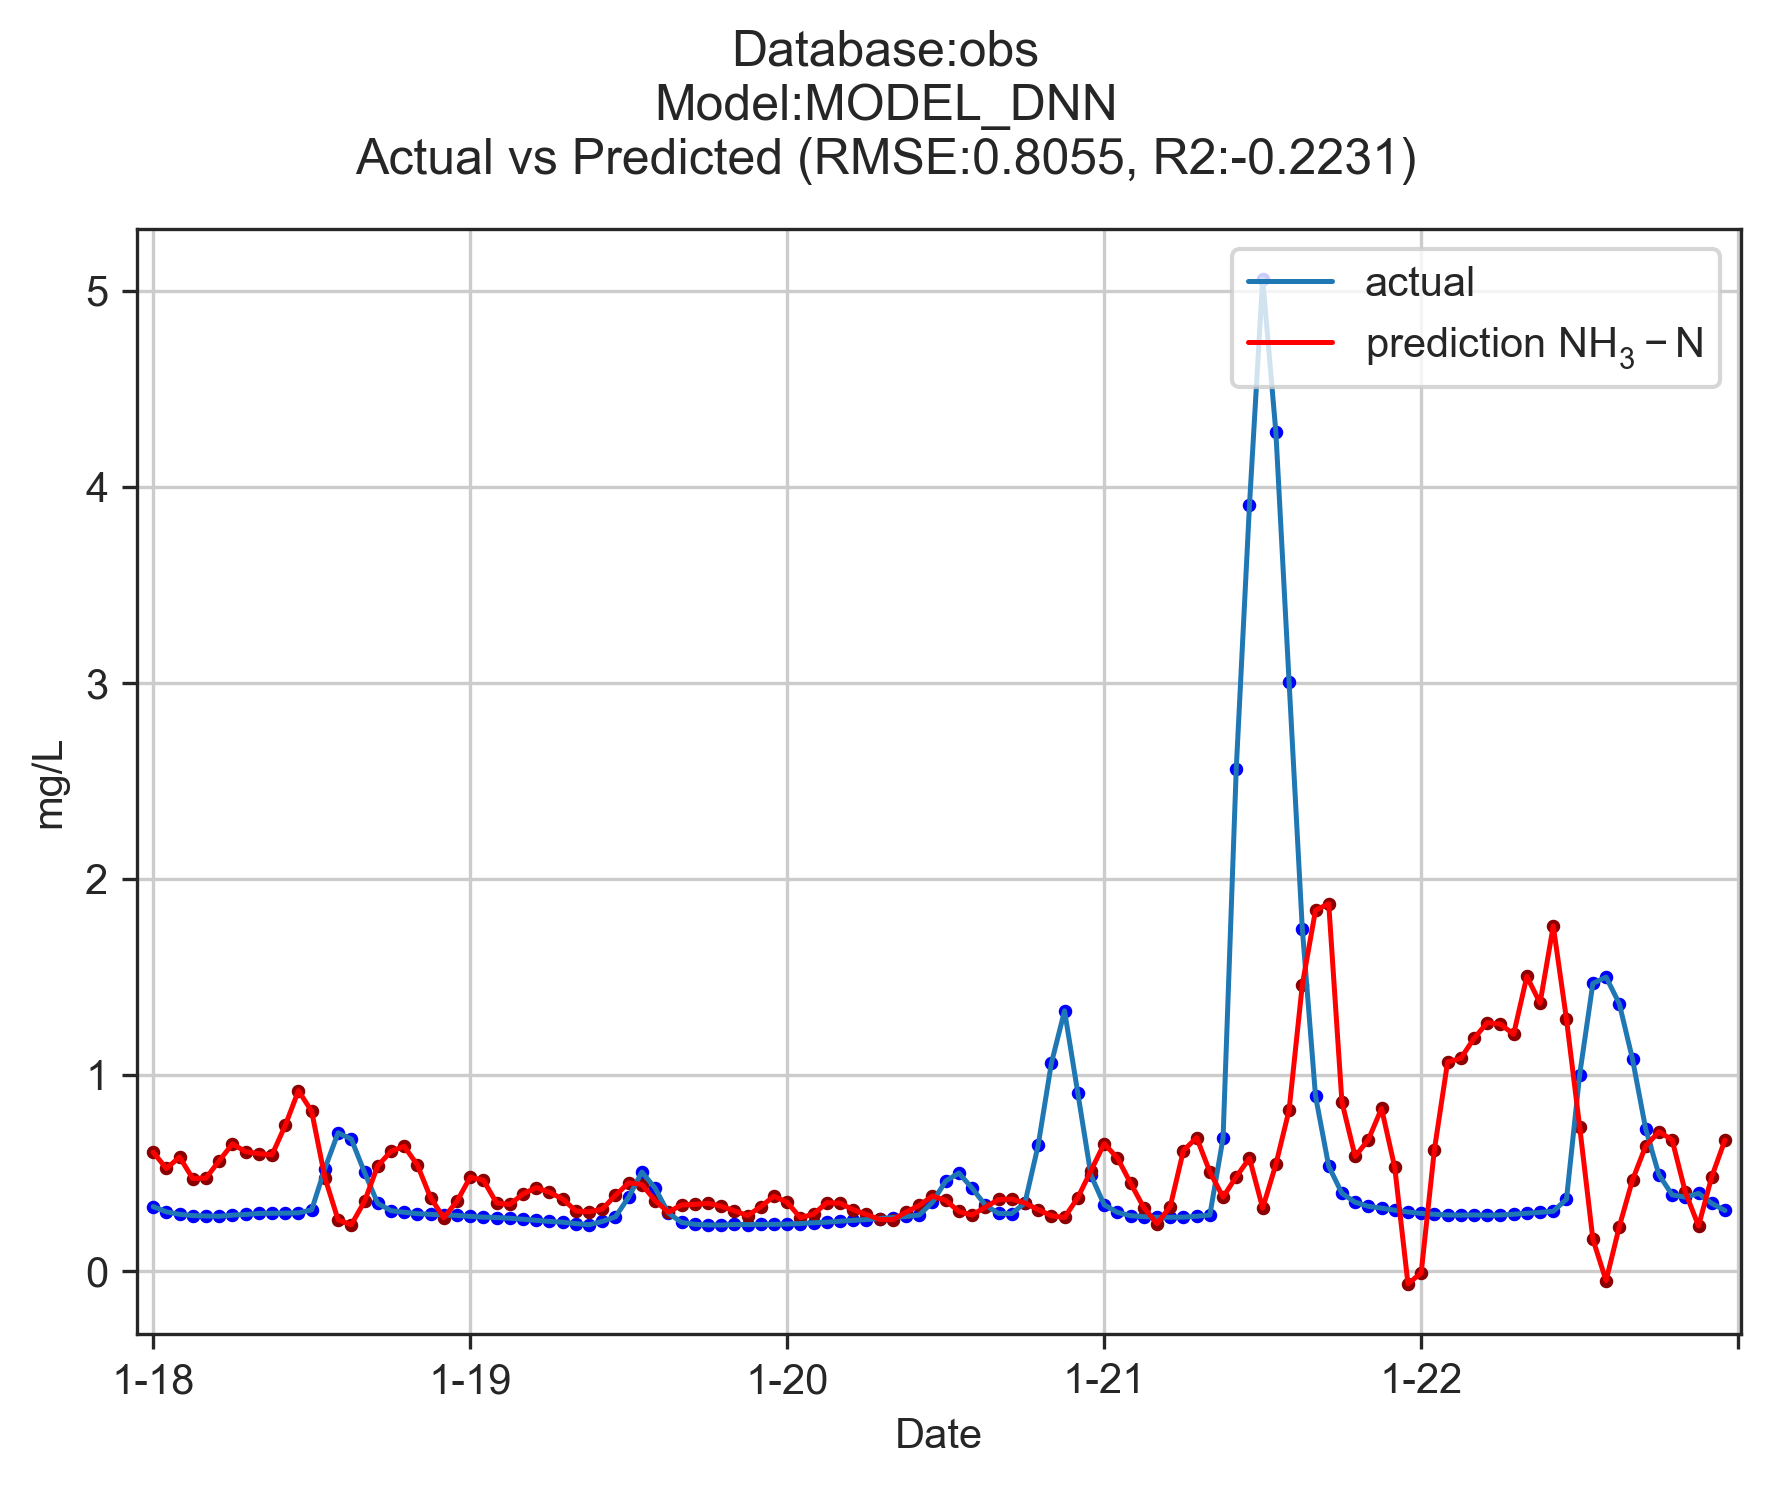 Database:obs
Model:MODEL_DNN
Actual vs Predicted (RMSE:0.8055, R2:-0.2231)
actual
prediction NH₃ − N
5
4
3
2
1
0
mg/L
1-18 1-19 1-20 1-21 1-22
Date